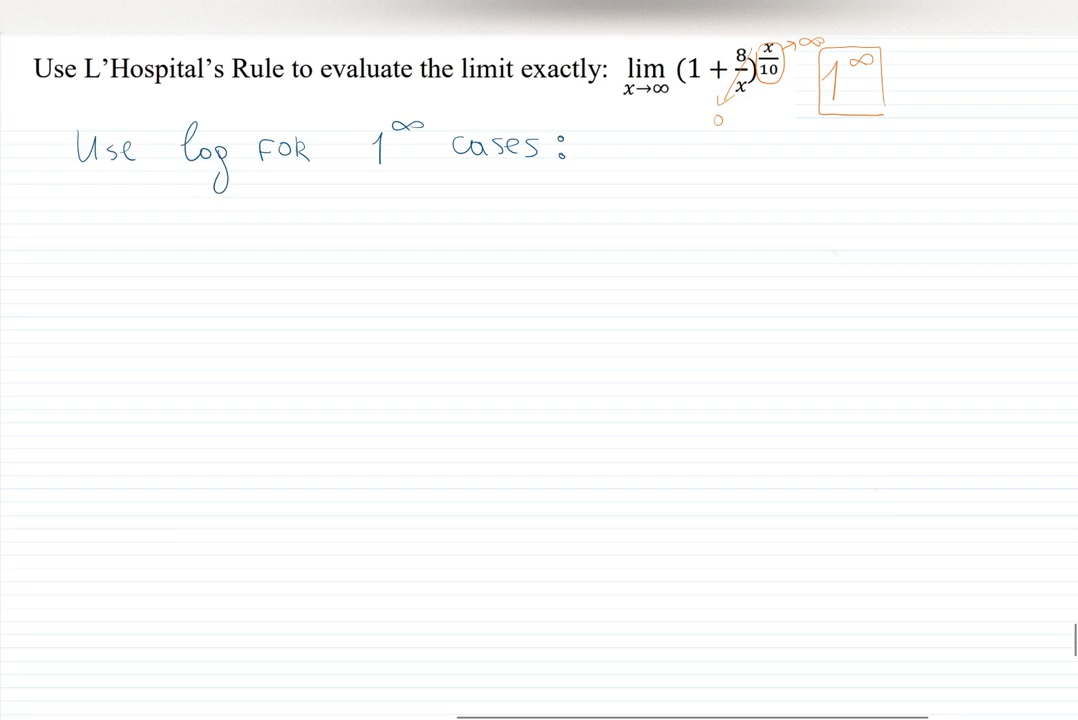 Use L’Hospital’s Rule to evaluate the limit exactly: lim x→∞ (1 + 8/x)^(x/10) → ∞ 1^∞
0
Use log FOR 1^∞ cases: